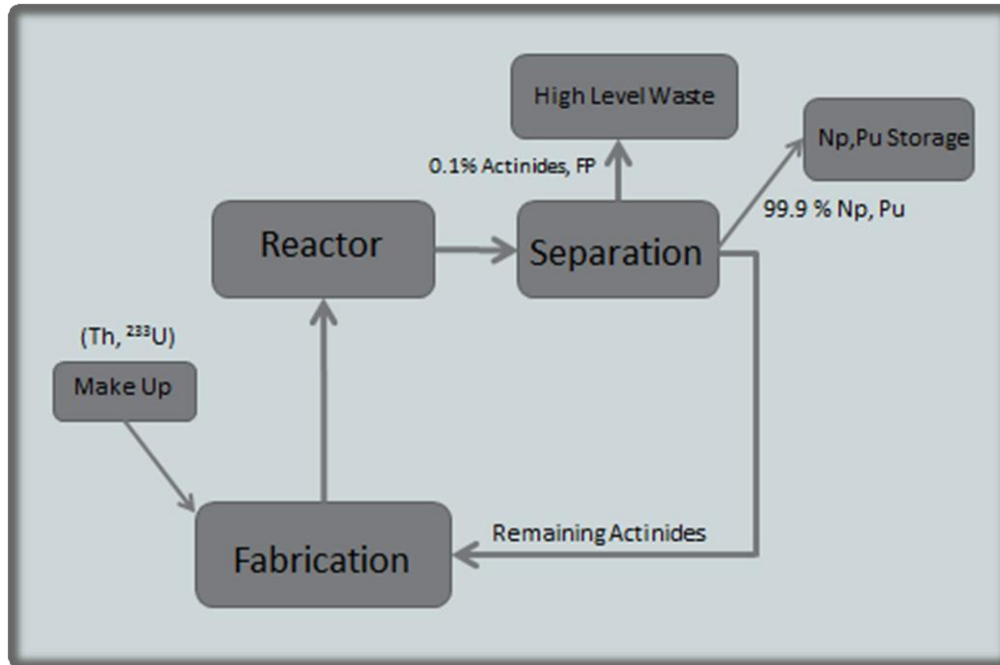 High Level Waste
Np,Pu Storage
0.1% Actinides, FP
99.9 % Np, Pu
Reactor
Separation
(Th, ²³³U)
Make Up
Remaining Actinides
Fabrication